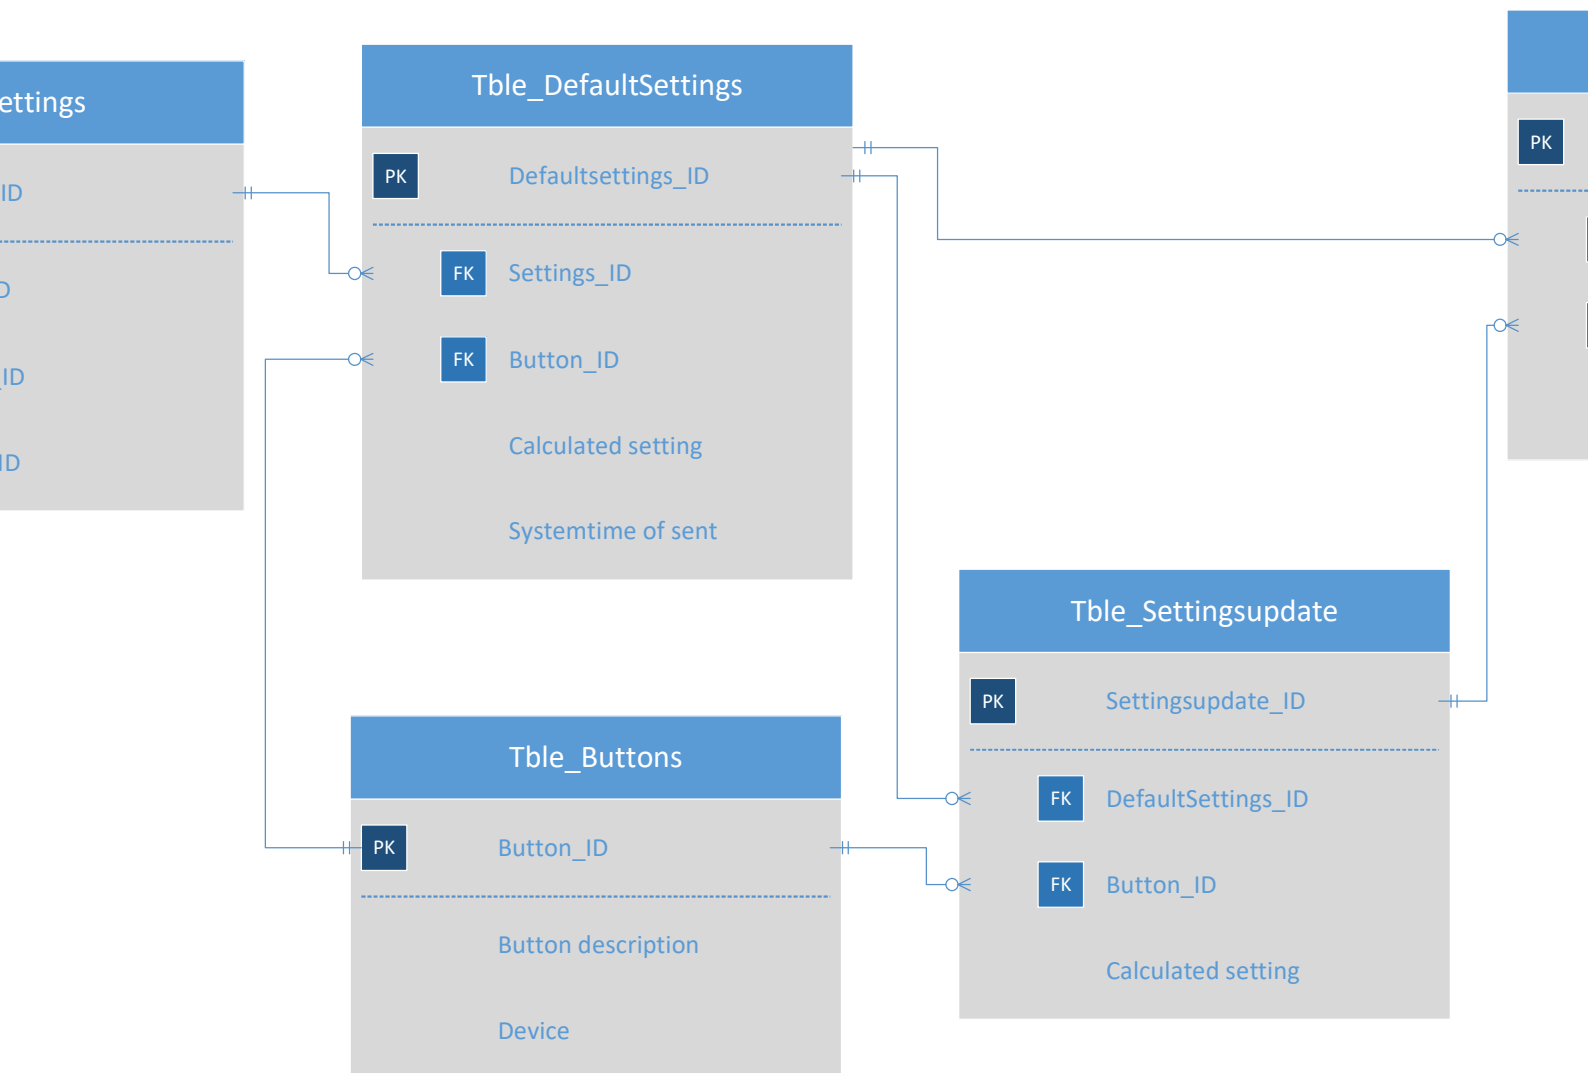 ettings
ID
D
_ID
ID
Tble_DefaultSettings
PK Defaultsettings_ID
FK Settings_ID
FK Button_ID
Calculated setting
Systemtime of sent
Tble_Buttons
PK Button_ID
Button description
Device
Tble_Settingsupdate
PK Settingsupdate_ID
FK DefaultSettings_ID
FK Button_ID
Calculated setting
PK